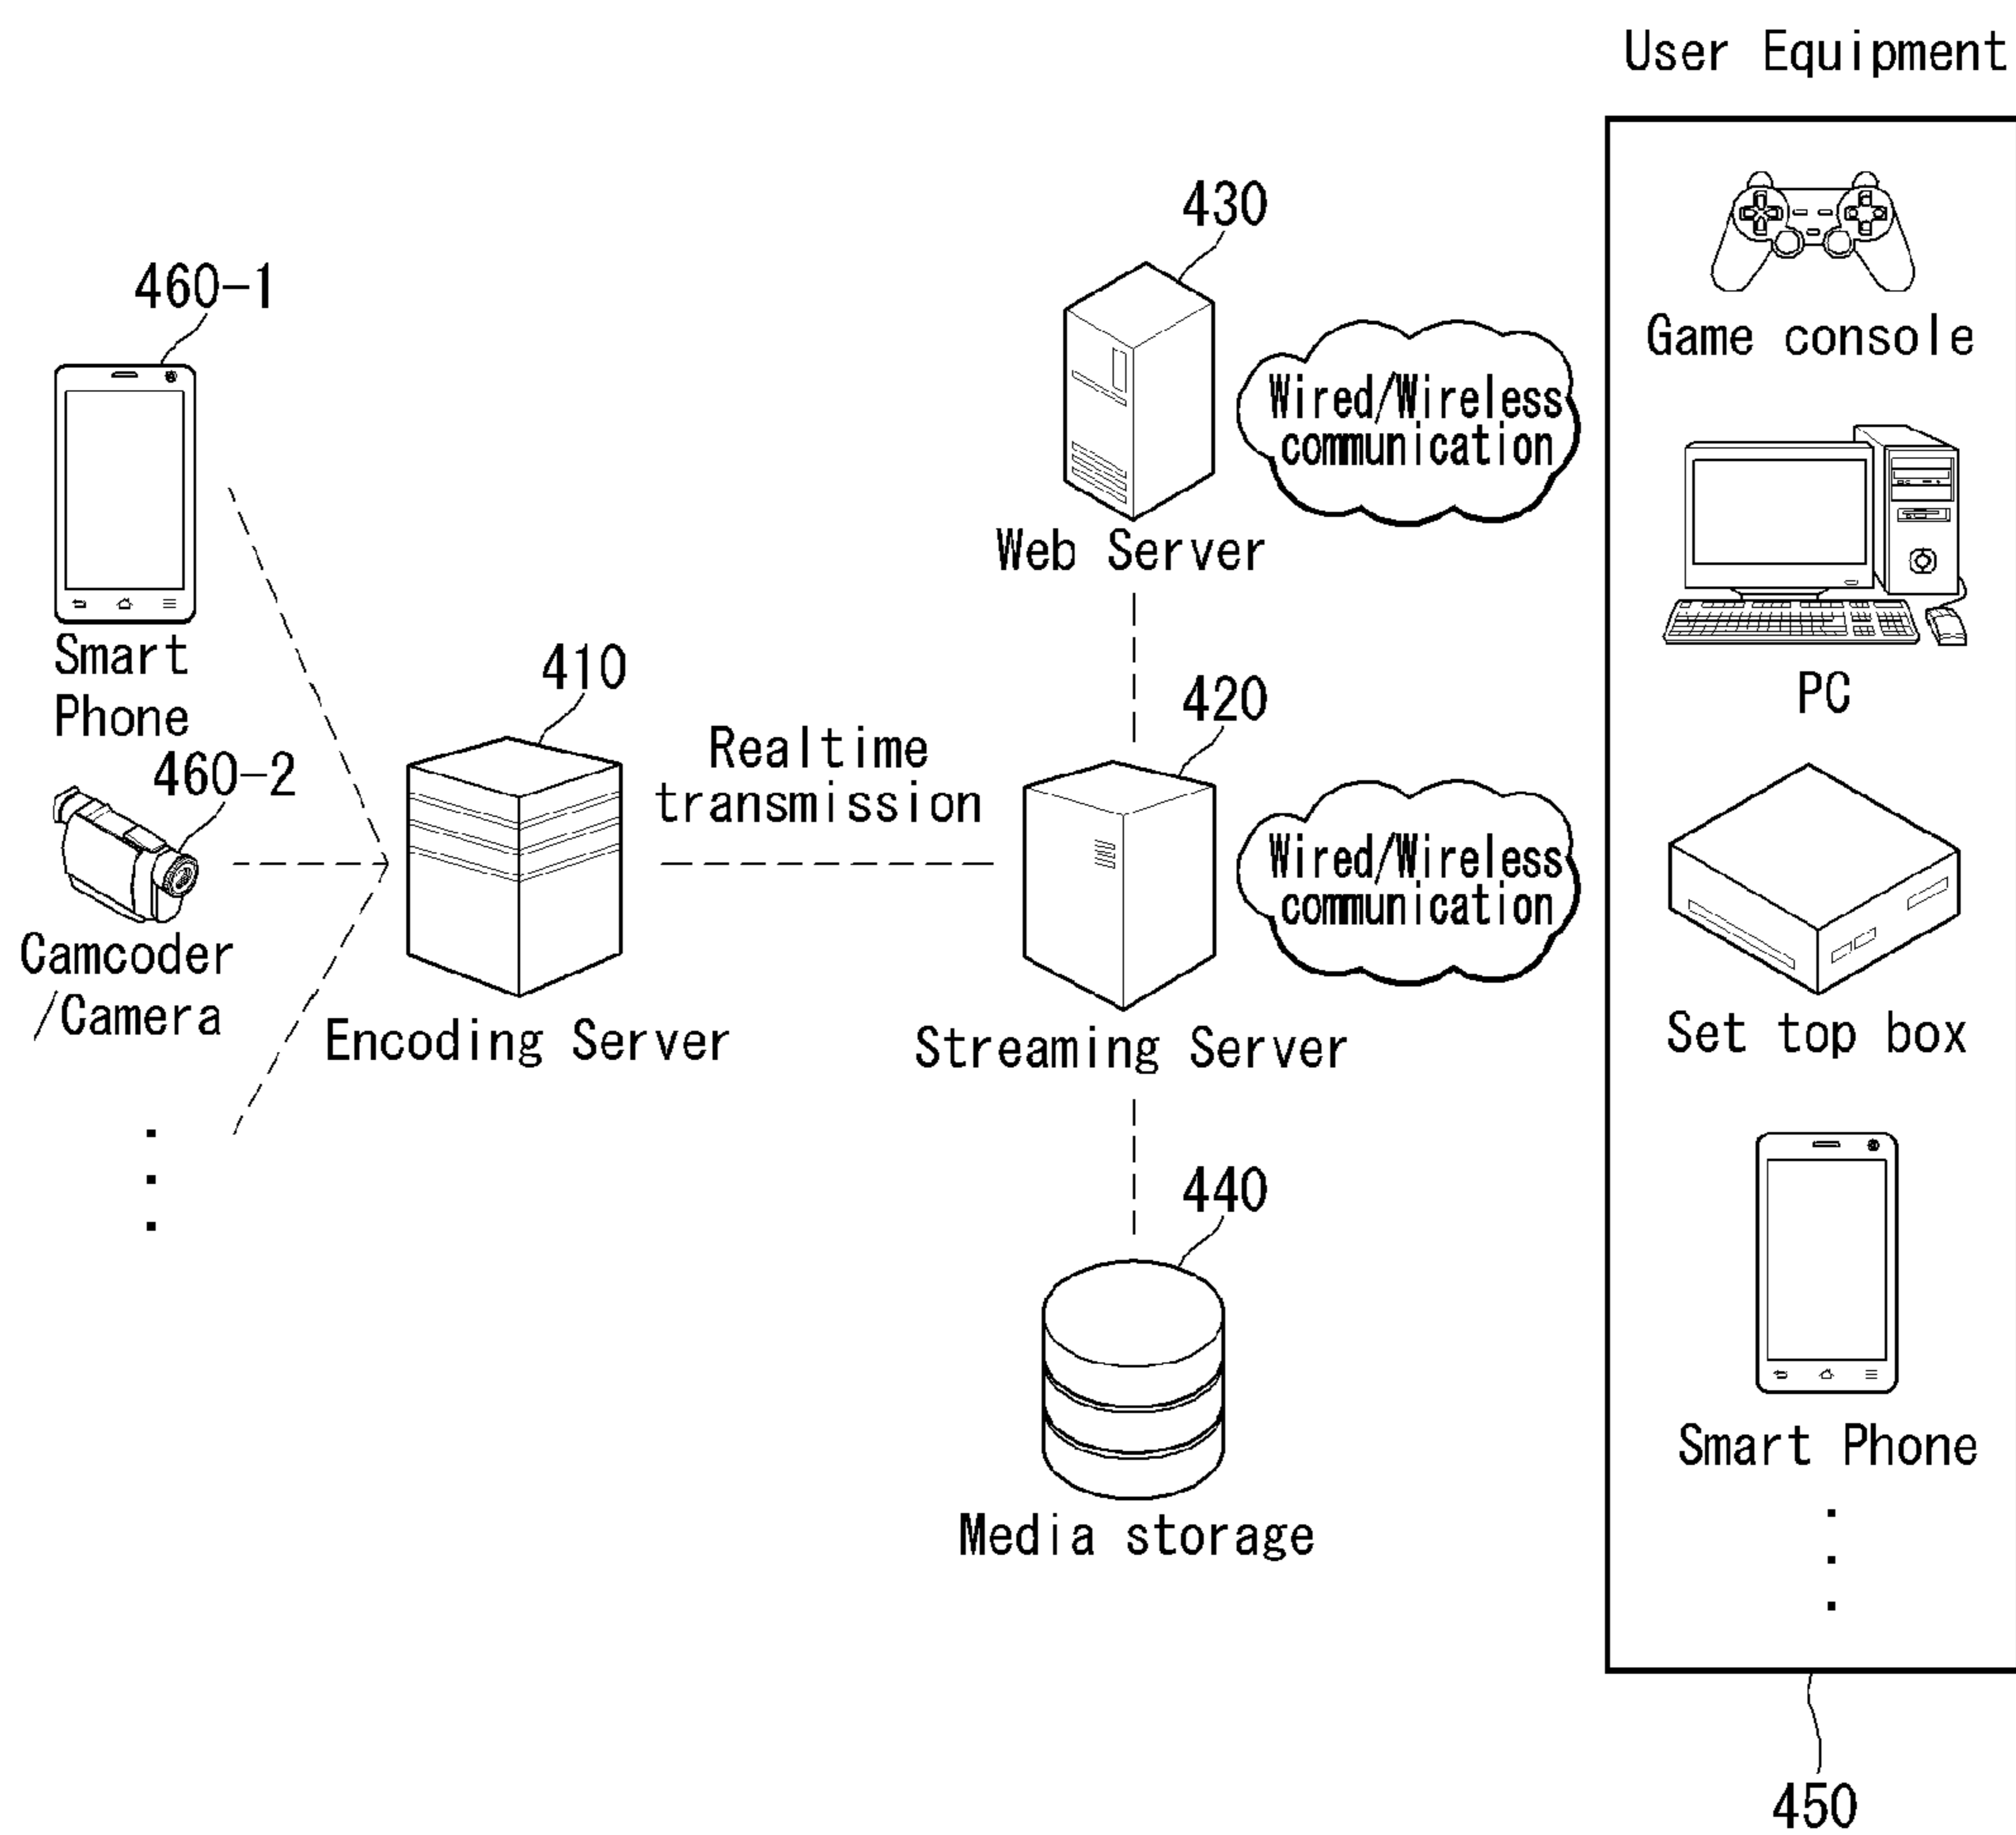 User Equipment
430
460-1
Game console
Wired/Wireless
communication
Web Server
Smart
Phone
410
420
PC
460-2
Realtime
transmission
Wired/Wireless
communication
Camcoder
/Camera
Encoding Server
Streaming Server
Set top box
440
Smart Phone
Media storage
450